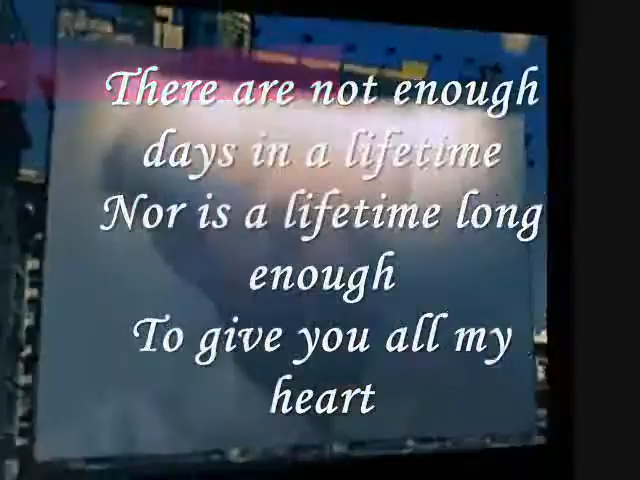 There are not enough
days in a lifetime
Nor is a lifetime long
enough
To give you all my
heart